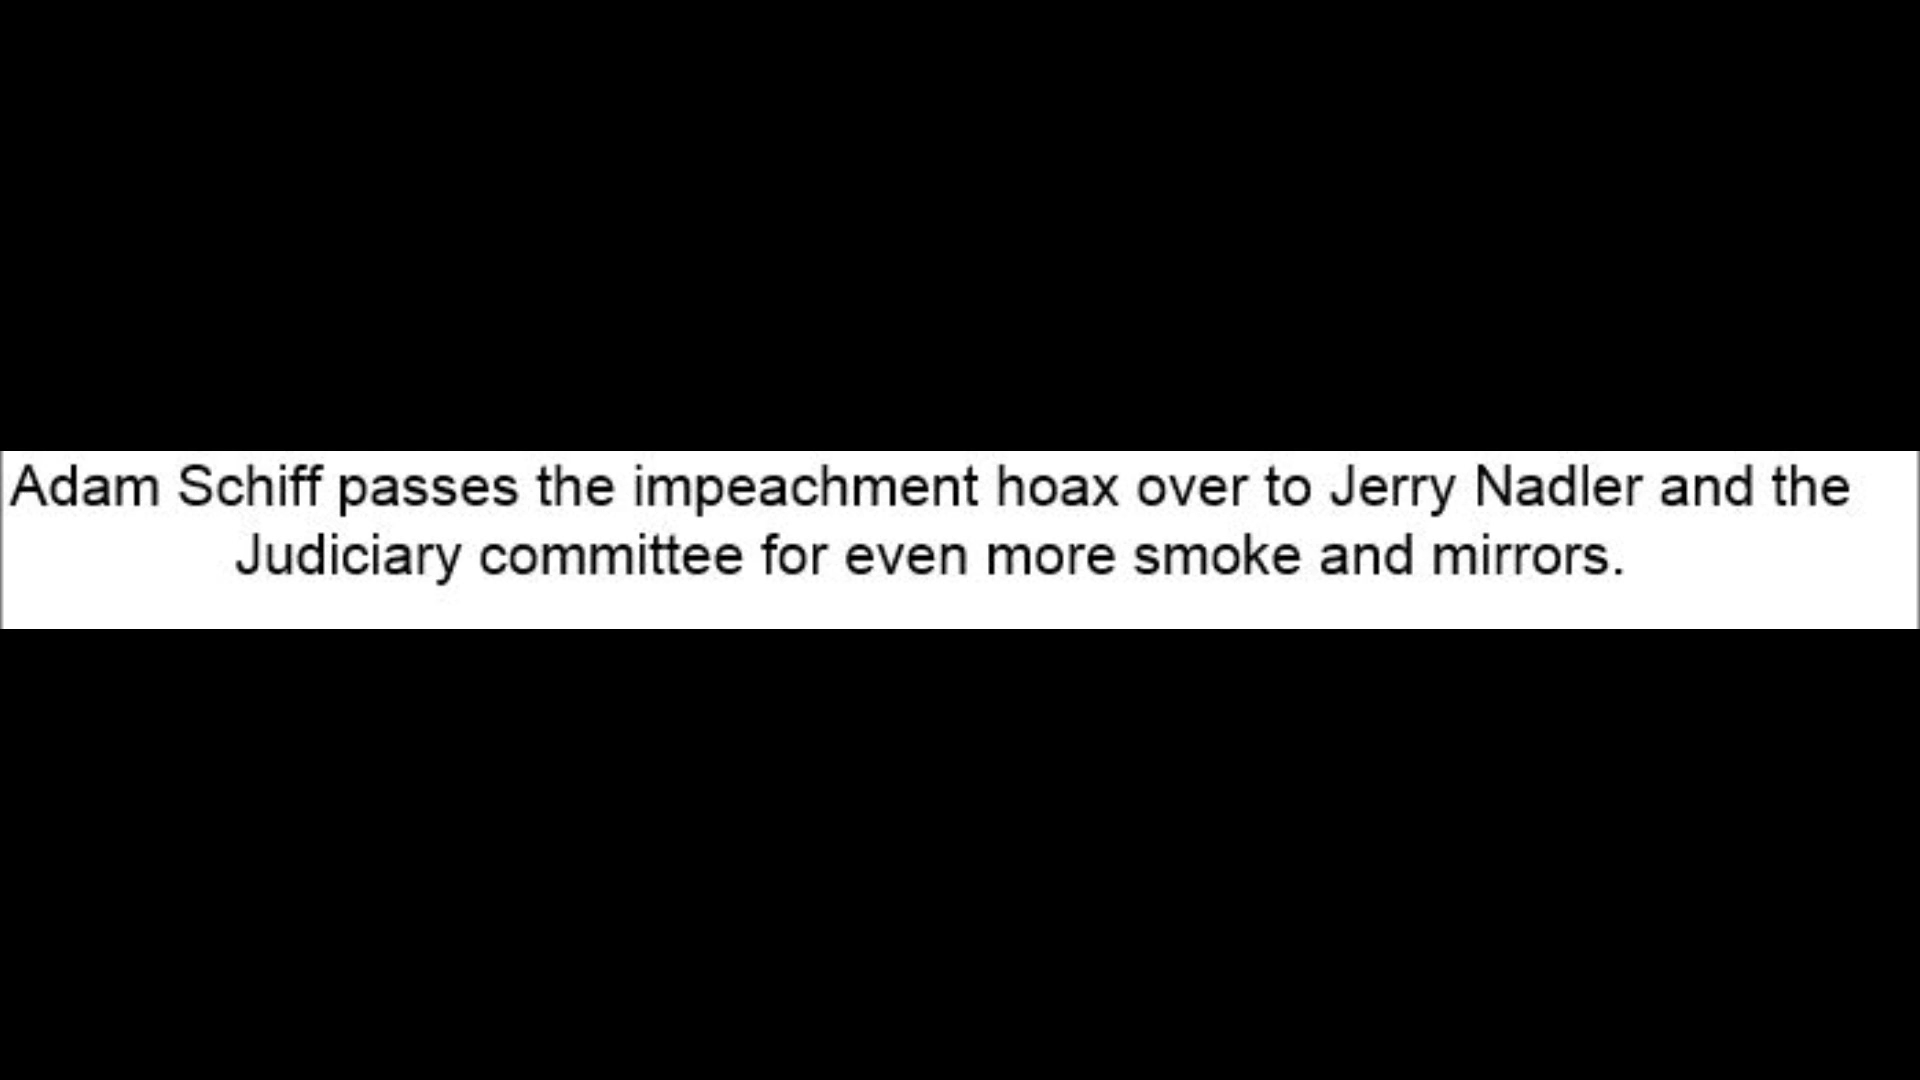 Adam Schiff passes the impeachment hoax over to Jerry Nadler and the
Judiciary committee for even more smoke and mirrors.